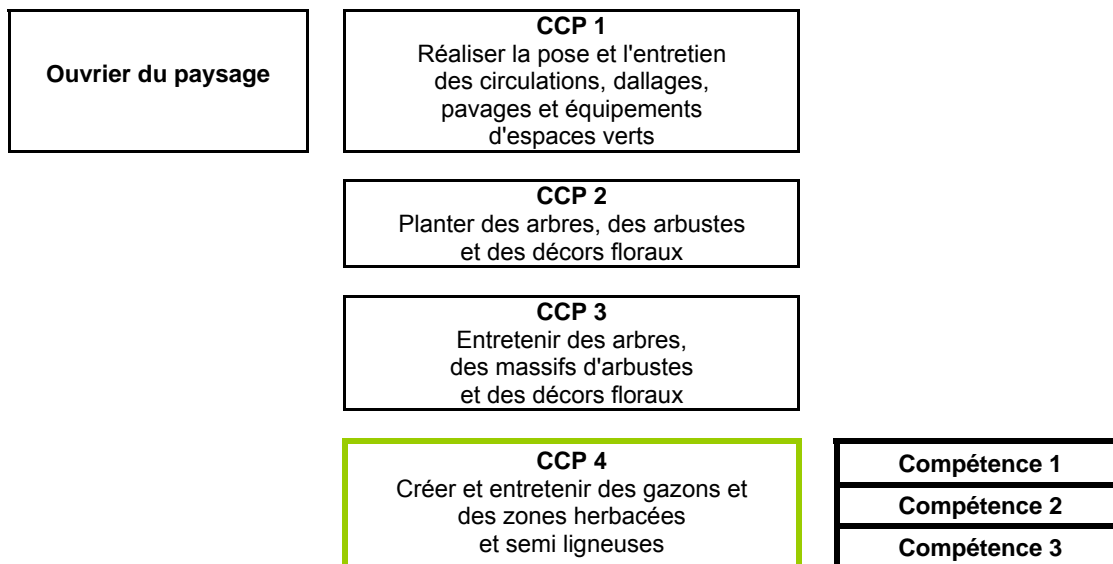 Ouvrier du paysage
CCP 1
Réaliser la pose et l'entretien
des circulations, dallages,
pavages et équipements
d'espaces verts
CCP 2
Planter des arbres, des arbustes
et des décors floraux
CCP 3
Entretenir des arbres,
des massifs d'arbustes
et des décors floraux
CCP 4
Créer et entretenir des gazons et
des zones herbacées
et semi ligneuses
Compétence 1
Compétence 2
Compétence 3